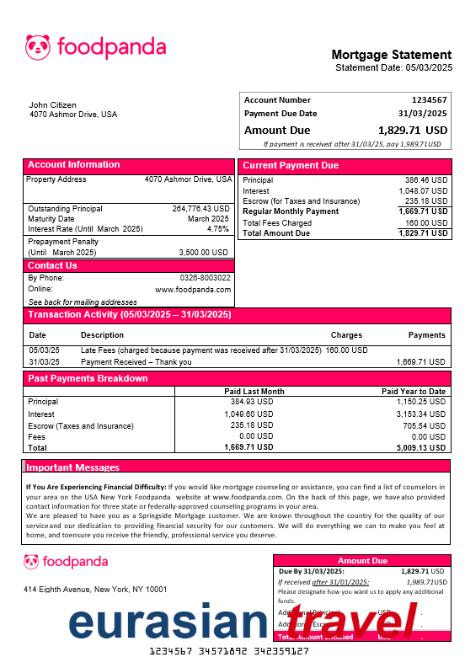 foodpanda
Mortgage Statement
Statement Date: 05/03/2025
John Citizen
4070 Ashmor Drive, USA
Account Number 1234567
Payment Due Date 31/03/2025
Amount Due 1,829.71 USD
If payment is received after 31/03/25, pay 1,989.71USD
Account Information
Property Address 4070 Ashmor Drive, USA
Outstanding Principal 264,776.43 USD
Maturity Date March 2025
Interest Rate (Until March 2025) 4.75%
Prepayment Penalty
(Until March 2025) 3,500.00 USD
Contact Us
By Phone: 0326-8003022
Online: www.foodpanda.com
See back for mailing addresses
Current Payment Due
Principal 386.46 USD
Interest 1,048.07 USD
Escrow (for Taxes and Insurance) 235.18 USD
Regular Monthly Payment 1,669.71 USD
Total Fees Charged 160.00 USD
Total Amount Due 1,829.71 USD
Transaction Activity (05/03/2025 – 31/03/2025)
Date Description Charges Payments
05/03/25 Late Fees (charged because payment was received after 31/03/2025) 160.00 USD
31/03/25 Payment Received – Thank you 1,669.71 USD
Past Payments Breakdown
Paid Last Month Paid Year to Date
Principal 384.93 USD 1,150.25 USD
Interest 1,049.60 USD 3,153.34 USD
Escrow (Taxes and Insurance) 235.18 USD 705.54 USD
Fees 0.00 USD 0.00 USD
Total 1,669.71 USD 5,009.13 USD
Important Messages
If You Are Experiencing Financial Difficulty: If you would like mortgage counseling or assistance, you can find a list of counselors in
your area on the USA New York Foodpanda website at www.foodpanda.com. On the back of this page, we have also provided
contact information for three state or federally-approved counseling programs in your area.
We are pleased to have you as a Springside Mortgage customer. We are known throughout the country for the quality of our
service and our dedication to providing financial security for our customers. We will do everything we can to make you feel at
home, and to ensure you receive the friendly, professional service you deserve.
foodpanda
414 Eighth Avenue, New York, NY 10001
Amount Due
Due By 31/03/2025: 1,829.71 USD
If received after 31/01/2025: 1,989.71USD
Please designate how you want us to apply any additional
funds.
Additional Principal USD
Additional Escrow
Total Amount Enclosed
eurasian travel
1234567 34571892 342359127